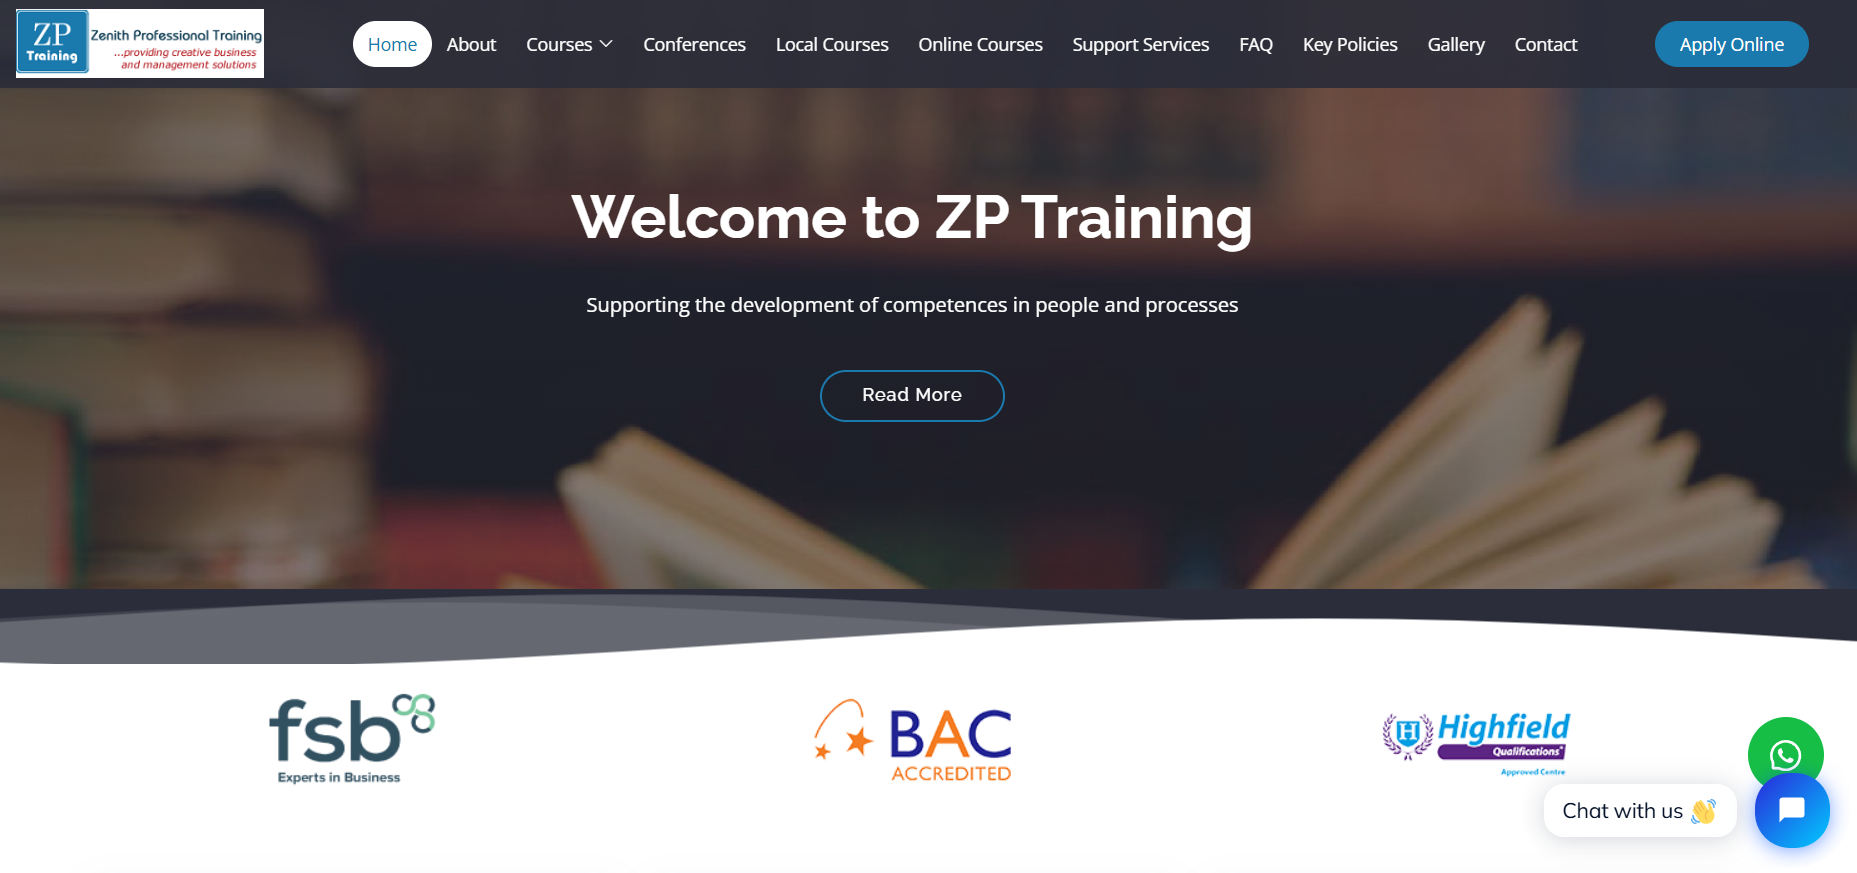 ZP
Training
Zenith Professional Training
...providing creative business
and management solutions
Home
About
Courses
Conferences
Local Courses
Online Courses
Support Services
FAQ
Key Policies
Gallery
Contact
Apply Online
Welcome to ZP Training
Supporting the development of competences in people and processes
Read More
fsb
Experts in Business
BAC
ACCREDITED
H
Highfield
Qualifications
Approved Centre
Chat with us 👋